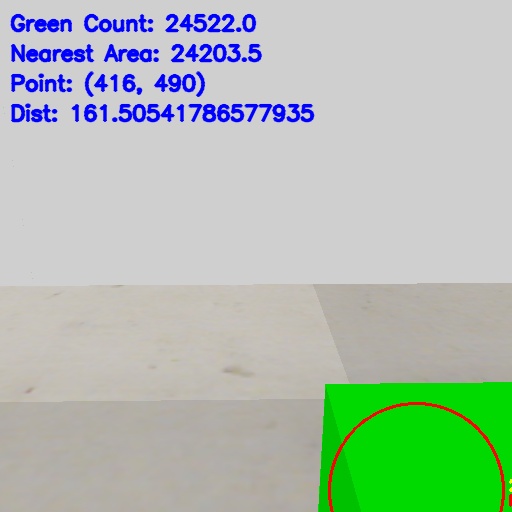 Green Count: 24522.0
Nearest Area: 24203.5
Point: (416, 490)
Dist: 161.50541786577935